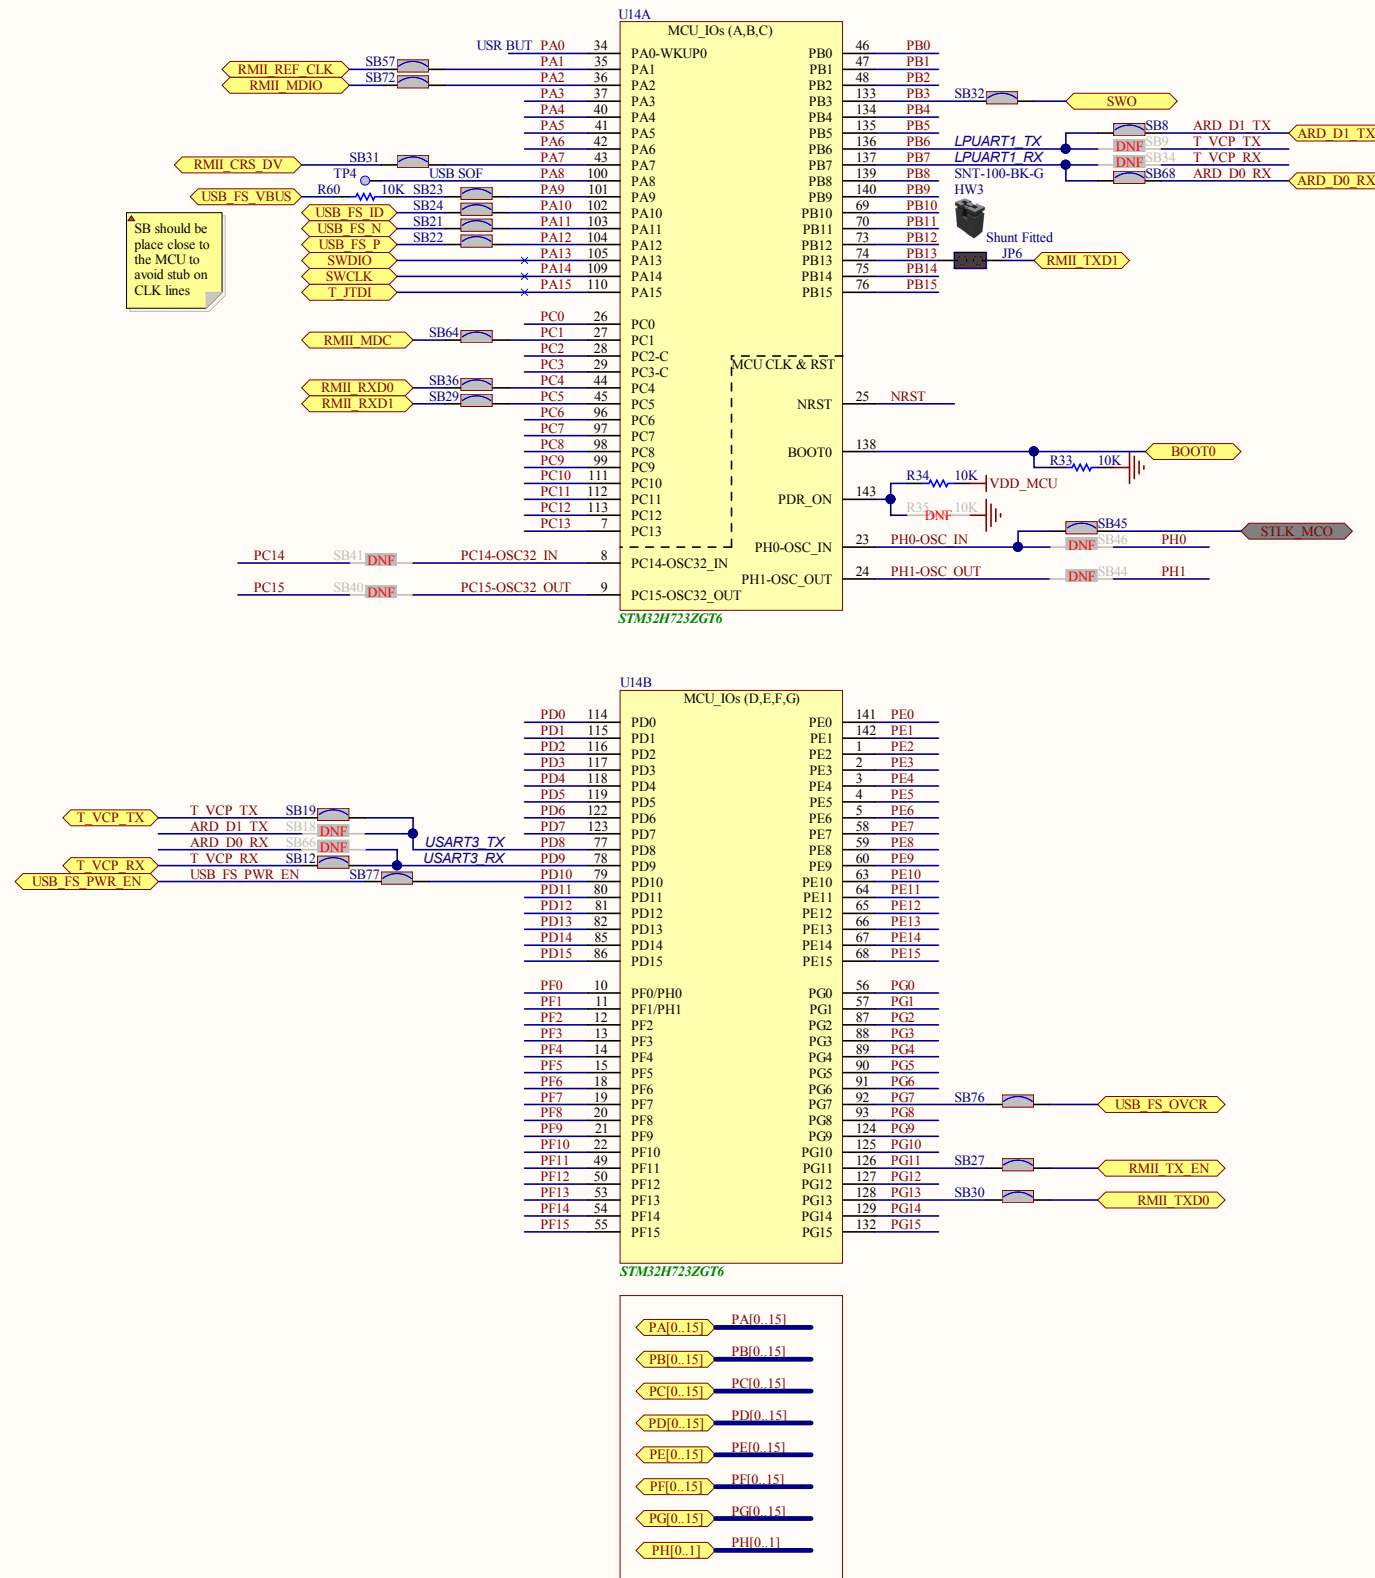 U14A
MCU_IOs (A,B,C)
USR BUT PA0 34 PA0-WKUP0 PB0 46 PB0
RMII_REF_CLK SB57 PA1 35 PA1 PB1 47 PB1
RMII_MDIO SB72 PA2 36 PA2 PB2 48 PB2
PA3 37 PA3 PB3 133 PB3 SB32 SWO
PA4 40 PA4 PB4 134 PB4
PA5 41 PA5 PB5 135 PB5 SB8 ARD_D1_TX ARD_D1_TX
PA6 42 PA6 PB6 136 PB6 LPUART1_TX DNF SB9 T_VCP_TX
RMII_CRS_DV SB31 PA7 43 PA7 PB7 137 PB7 LPUART1_RX DNF SB34 T_VCP_RX
TP4 USB SOF PA8 100 PA8 PB8 139 PB8 SNT-100-BK-G SB68 ARD_D0_RX ARD_D0_RX
USB_FS_VBUS R60 10K SB23 PA9 101 PA9 PB9 140 PB9 HW3
USB_FS_ID SB24 PA10 102 PA10 PB10 69 PB10
USB_FS_N SB21 PA11 103 PA11 PB11 70 PB11
USB_FS_P SB22 PA12 104 PA12 PB12 73 PB12 Shunt Fitted
SWDIO PA13 105 PA13 PB13 74 PB13 JP6 RMII_TXD1
SWCLK PA14 109 PA14 PB14 75 PB14
T_JTDI PA15 110 PA15 PB15 76 PB15
SB should be
place close to
the MCU to
avoid stub on
CLK lines
PC0 26 PC0
RMII_MDC SB64 PC1 27 PC1
PC2 28 PC2-C
PC3 29 PC3-C MCU CLK & RST
RMII_RXD0 SB36 PC4 44 PC4
RMII_RXD1 SB29 PC5 45 PC5 NRST 25 NRST
PC6 96 PC6
PC7 97 PC7
PC8 98 PC8 BOOT0 138 BOOT0
PC9 99 PC9 R33 10K
PC10 111 PC10 R34 10K VDD_MCU
PC11 112 PC11 PDR_ON 143
PC12 113 PC12 R35 DNF 10K
PC13 7 PC13 SB45 STLK_MCO
PH0-OSC_IN 23 PH0-OSC_IN DNF SB46 PH0
PC14 SB41 DNF PC14-OSC32_IN 8 PC14-OSC32_IN
PH1-OSC_OUT 24 PH1-OSC_OUT DNF SB44 PH1
PC15 SB40 DNF PC15-OSC32_OUT 9 PC15-OSC32_OUT
STM32H723ZGT6
U14B
MCU_IOs (D,E,F,G)
PD0 114 PD0 PE0 141 PE0
PD1 115 PD1 PE1 142 PE1
PD2 116 PD2 PE2 1 PE2
PD3 117 PD3 PE3 2 PE3
PD4 118 PD4 PE4 3 PE4
PD5 119 PD5 PE5 4 PE5
T_VCP_TX T_VCP_TX SB19 PD6 122 PD6 PE6 5 PE6
ARD_D1_TX SB18 DNF PD7 123 PD7 PE7 58 PE7
ARD_D0_RX SB66 DNF USART3_TX PD8 77 PD8 PE8 59 PE8
T_VCP_RX T_VCP_RX SB12 USART3_RX PD9 78 PD9 PE9 60 PE9
USB_FS_PWR_EN USB_FS_PWR_EN SB77 PD10 79 PD10 PE10 63 PE10
PD11 80 PD11 PE11 64 PE11
PD12 81 PD12 PE12 65 PE12
PD13 82 PD13 PE13 66 PE13
PD14 85 PD14 PE14 67 PE14
PD15 86 PD15 PE15 68 PE15
PF0 10 PF0/PH0 PG0 56 PG0
PF1 11 PF1/PH1 PG1 57 PG1
PF2 12 PF2 PG2 87 PG2
PF3 13 PF3 PG3 88 PG3
PF4 14 PF4 PG4 89 PG4
PF5 15 PF5 PG5 90 PG5
PF6 18 PF6 PG6 91 PG6
PF7 19 PF7 PG7 92 PG7 SB76 USB_FS_OVCR
PF8 20 PF8 PG8 93 PG8
PF9 21 PF9 PG9 124 PG9
PF10 22 PF10 PG10 125 PG10
PF11 49 PF11 PG11 126 PG11 SB27 RMII_TX_EN
PF12 50 PF12 PG12 127 PG12
PF13 53 PF13 PG13 128 PG13 SB30 RMII_TXD0
PF14 54 PF14 PG14 129 PG14
PF15 55 PF15 PG15 132 PG15
STM32H723ZGT6
PA[0..15] PA[0..15]
PB[0..15] PB[0..15]
PC[0..15] PC[0..15]
PD[0..15] PD[0..15]
PE[0..15] PE[0..15]
PF[0..15] PF[0..15]
PG[0..15] PG[0..15]
PH[0..1] PH[0..1]